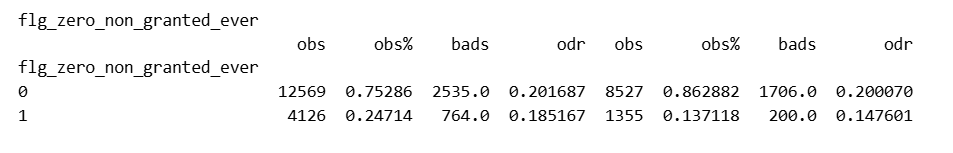 flg_zero_non_granted_ever
obs obs% bads odr obs obs% bads odr
flg_zero_non_granted_ever
0 12569 0.75286 2535.0 0.201687 8527 0.862882 1706.0 0.200070
1 4126 0.24714 764.0 0.185167 1355 0.137118 200.0 0.147601